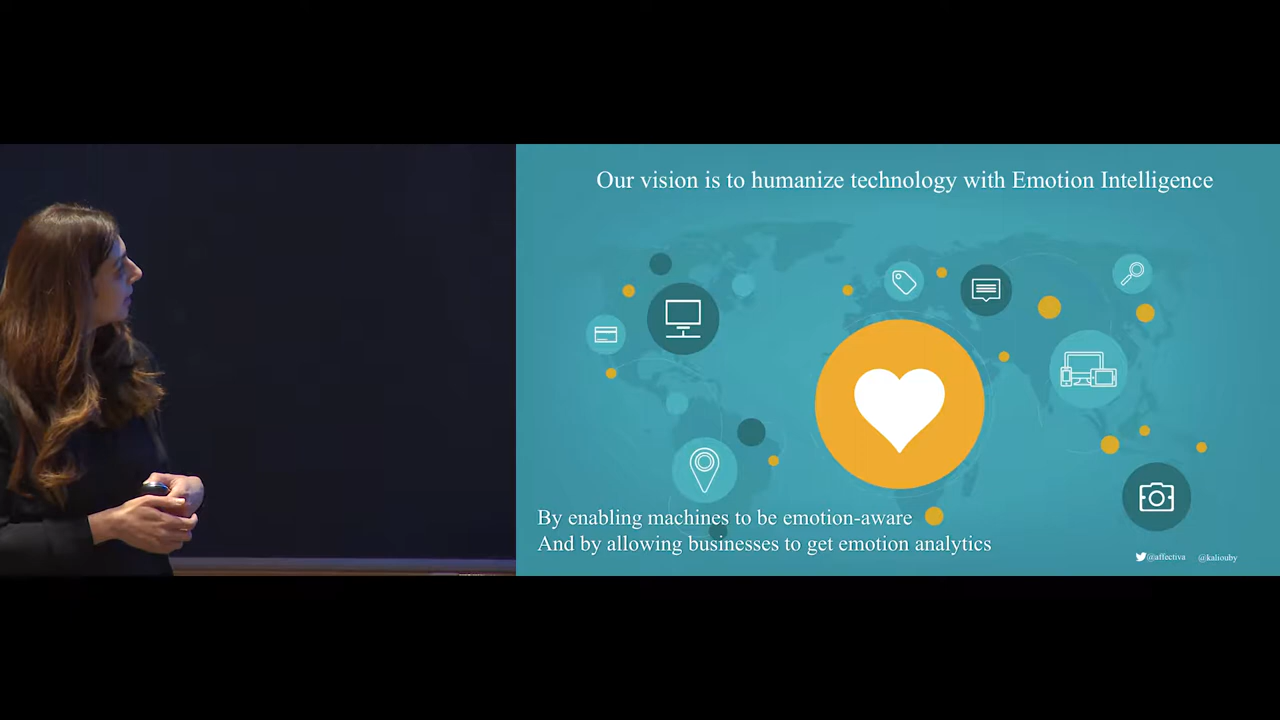 Our vision is to humanize technology with Emotion Intelligence
By enabling machines to be emotion-aware
And by allowing businesses to get emotion analytics
@affectiva @kaliouby